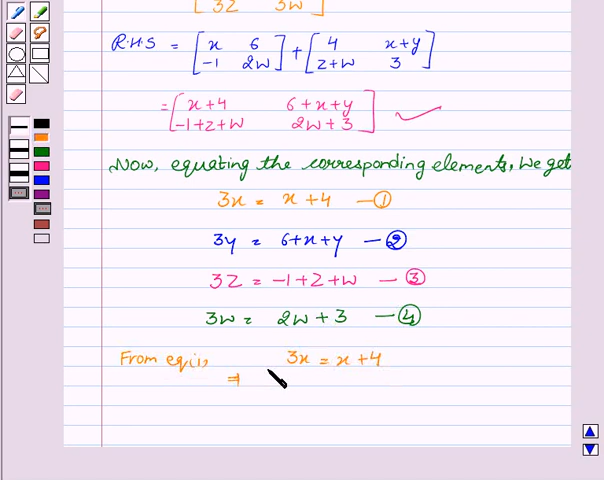 [ 3Z 3W ]
R.H.S = [ x 6 -1 2W ] + [ 4 x+y Z+W 3 ]
= [ x+4 6+x+y -1+Z+W 2W+3 ]
Now, equating the corresponding elements, we get
3x = x+4 —①
3y = 6+x+y —②
3Z = -1+Z+W —③
3W = 2W+3 —④
From eq(i), 3x = x+4
⇒